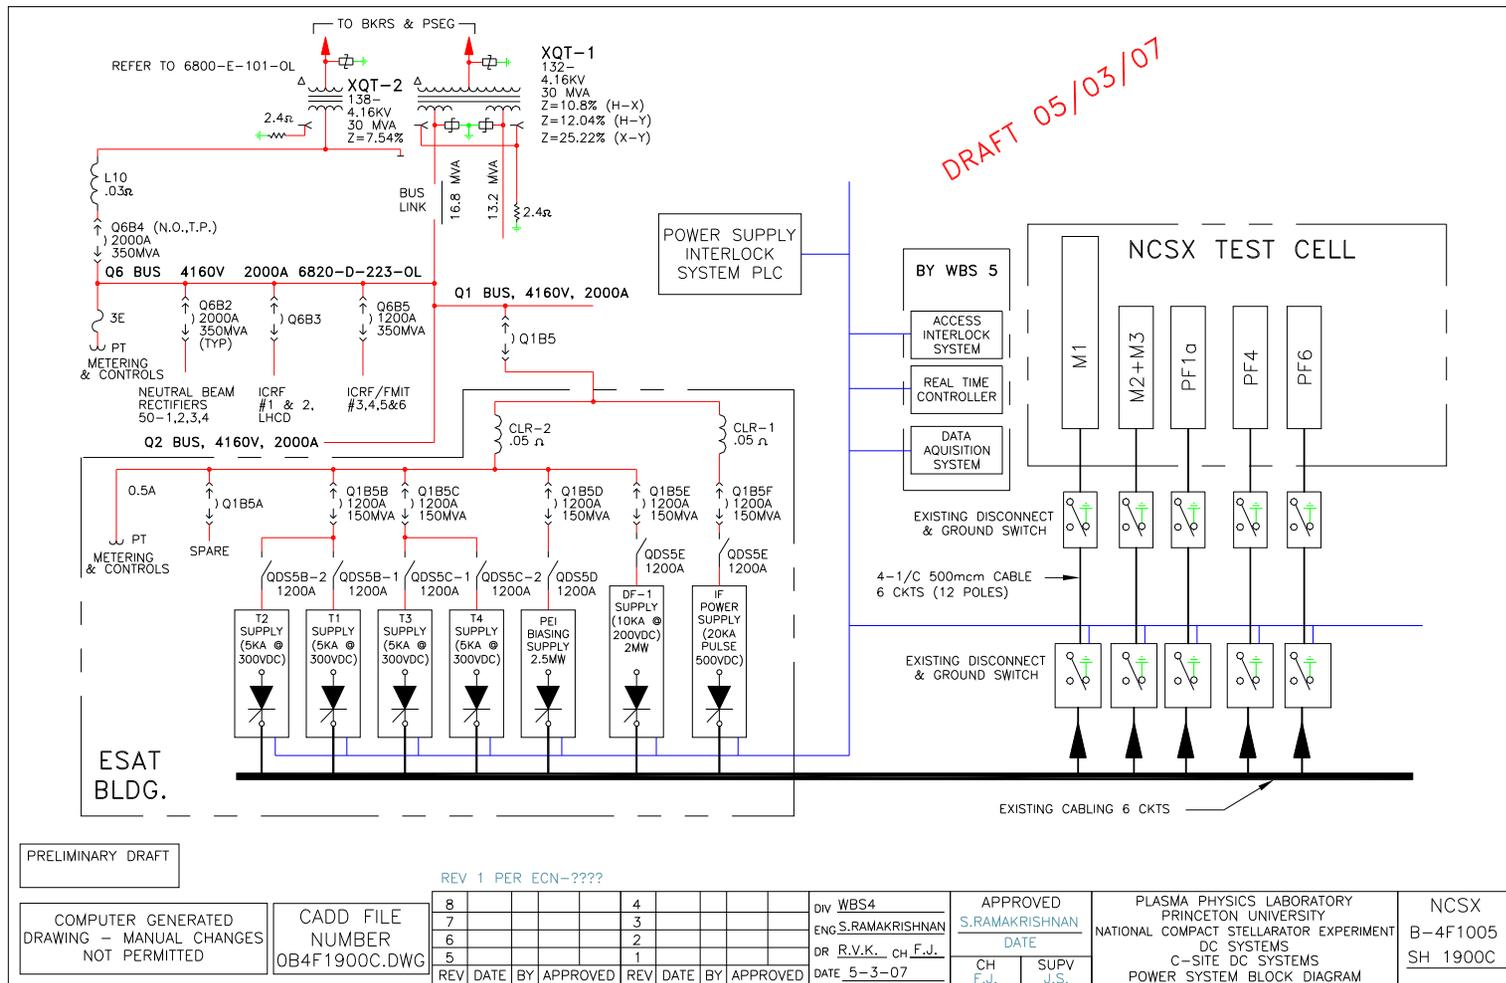 TO BKRS & PSEG
REFER TO 6800-E-101-OL
XQT-2
138-
4.16KV
30 MVA
Z=7.54%
2.4Ω
XQT-1
132-
4.16KV
30 MVA
Z=10.8% (H-X)
Z=12.04% (H-Y)
Z=25.22% (X-Y)
DRAFT 05/03/07
L10
.03Ω
BUS
LINK
16.8 MVA
13.2 MVA
2.4Ω
Q6B4 (N.O.,T.P.)
2000A
350MVA
Q6 BUS 4160V 2000A 6820-D-223-OL
Q1 BUS, 4160V, 2000A
3E
PT
METERING
& CONTROLS
Q6B2
2000A
350MVA
(TYP)
Q6B3
Q6B5
1200A
350MVA
Q1B5
NEUTRAL BEAM
RECTIFIERS
50-1,2,3,4
ICRF
#1 & 2,
LHCD
ICRF/FMIT
#3,4,5&6
Q2 BUS, 4160V, 2000A
CLR-2
.05 Ω
CLR-1
.05 Ω
0.5A
PT
METERING
& CONTROLS
Q1B5A
SPARE
Q1B5B
1200A
150MVA
Q1B5C
1200A
150MVA
Q1B5D
1200A
150MVA
Q1B5E
1200A
150MVA
Q1B5F
1200A
150MVA
QDS5B-2
1200A
QDS5B-1
1200A
QDS5C-1
1200A
QDS5C-2
1200A
QDS5D
1200A
QDS5E
1200A
QDS5E
1200A
T2
SUPPLY
(5KA @
300VDC)
T1
SUPPLY
(5KA @
300VDC)
T3
SUPPLY
(5KA @
300VDC)
T4
SUPPLY
(5KA @
300VDC)
PEI
BIASING
SUPPLY
2.5MW
DF-1
SUPPLY
(10KA @
200VDC)
2MW
IF
POWER
SUPPLY
(20KA
PULSE
500VDC)
ESAT
BLDG.
POWER SUPPLY
INTERLOCK
SYSTEM PLC
BY WBS 5
ACCESS
INTERLOCK
SYSTEM
REAL TIME
CONTROLLER
DATA
AQUISITION
SYSTEM
NCSX TEST CELL
M1
M2+M3
PF1a
PF4
PF6
EXISTING DISCONNECT
& GROUND SWITCH
4-1/C 500mcm CABLE
6 CKTS (12 POLES)
EXISTING DISCONNECT
& GROUND SWITCH
EXISTING CABLING 6 CKTS
PRELIMINARY DRAFT
COMPUTER GENERATED
DRAWING - MANUAL CHANGES
NOT PERMITTED
CADD FILE
NUMBER
0B4F1900C.DWG
REV 1 PER ECN-????
8 4
7 3
6 2
5 1
REV DATE BY APPROVED REV DATE BY APPROVED
DIV WBS4
ENG S.RAMAKRISHNAN
DR R.V.K. CH F.J.
DATE 5-3-07
APPROVED
S.RAMAKRISHNAN
DATE
CH
F.J.
SUPV
J.S.
PLASMA PHYSICS LABORATORY
PRINCETON UNIVERSITY
NATIONAL COMPACT STELLARATOR EXPERIMENT
DC SYSTEMS
C-SITE DC SYSTEMS
POWER SYSTEM BLOCK DIAGRAM
NCSX
B-4F1005
SH 1900C